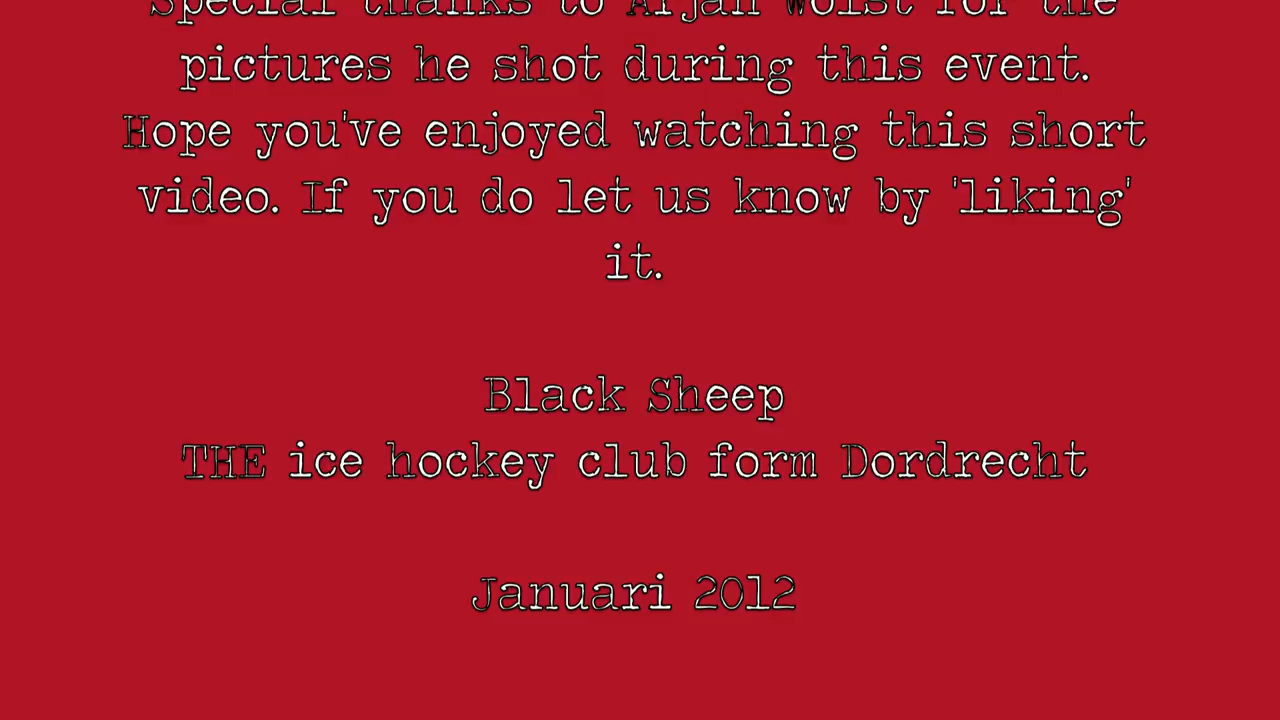 Special thanks to Arjan Wolst for the
pictures he shot during this event.
Hope you've enjoyed watching this short
video. If you do let us know by 'liking'
it.
Black Sheep
THE ice hockey club form Dordrecht
Januari 2012